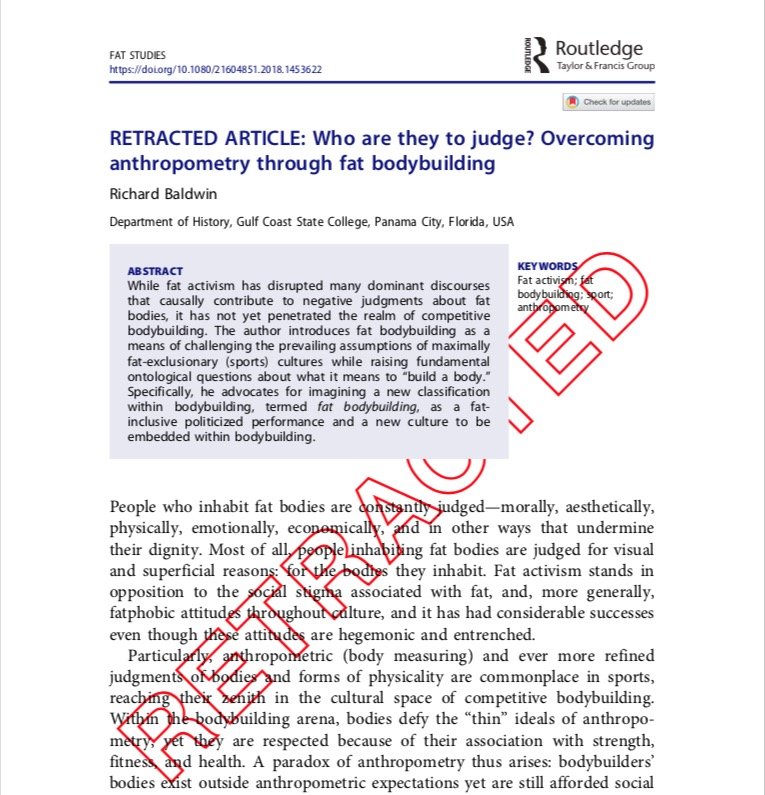 FAT STUDIES
https://doi.org/10.1080/21604851.2018.1453622
ROUTLEDGE
Routledge
Taylor & Francis Group
Check for updates
RETRACTED ARTICLE: Who are they to judge? Overcoming
anthropometry through fat bodybuilding
Richard Baldwin
Department of History, Gulf Coast State College, Panama City, Florida, USA
ABSTRACT
While fat activism has disrupted many dominant discourses
that causally contribute to negative judgments about fat
bodies, it has not yet penetrated the realm of competitive
bodybuilding. The author introduces fat bodybuilding as a
means of challenging the prevailing assumptions of maximally
fat-exclusionary (sports) cultures while raising fundamental
ontological questions about what it means to “build a body.”
Specifically, he advocates for imagining a new classification
within bodybuilding, termed fat bodybuilding, as a fat-
inclusive politicized performance and a new culture to be
embedded within bodybuilding.
KEYWORDS
Fat activism; fat
bodybuilding; sport;
anthropometry
People who inhabit fat bodies are constantly judged—morally, aesthetically,
physically, emotionally, economically, and in other ways that undermine
their dignity. Most of all, people inhabiting fat bodies are judged for visual
and superficial reasons: for the bodies they inhabit. Fat activism stands in
opposition to the social stigma associated with fat, and, more generally,
fatphobic attitudes throughout culture, and it has had considerable successes
even though these attitudes are hegemonic and entrenched.
Particularly, anthropometric (body measuring) and ever more refined
judgments of bodies and forms of physicality are commonplace in sports,
reaching their zenith in the cultural space of competitive bodybuilding.
Within the bodybuilding arena, bodies defy the “thin” ideals of anthropo-
metry, yet they are respected because of their association with strength,
fitness, and health. A paradox of anthropometry thus arises: bodybuilders’
bodies exist outside anthropometric expectations yet are still afforded social
RETRACTED